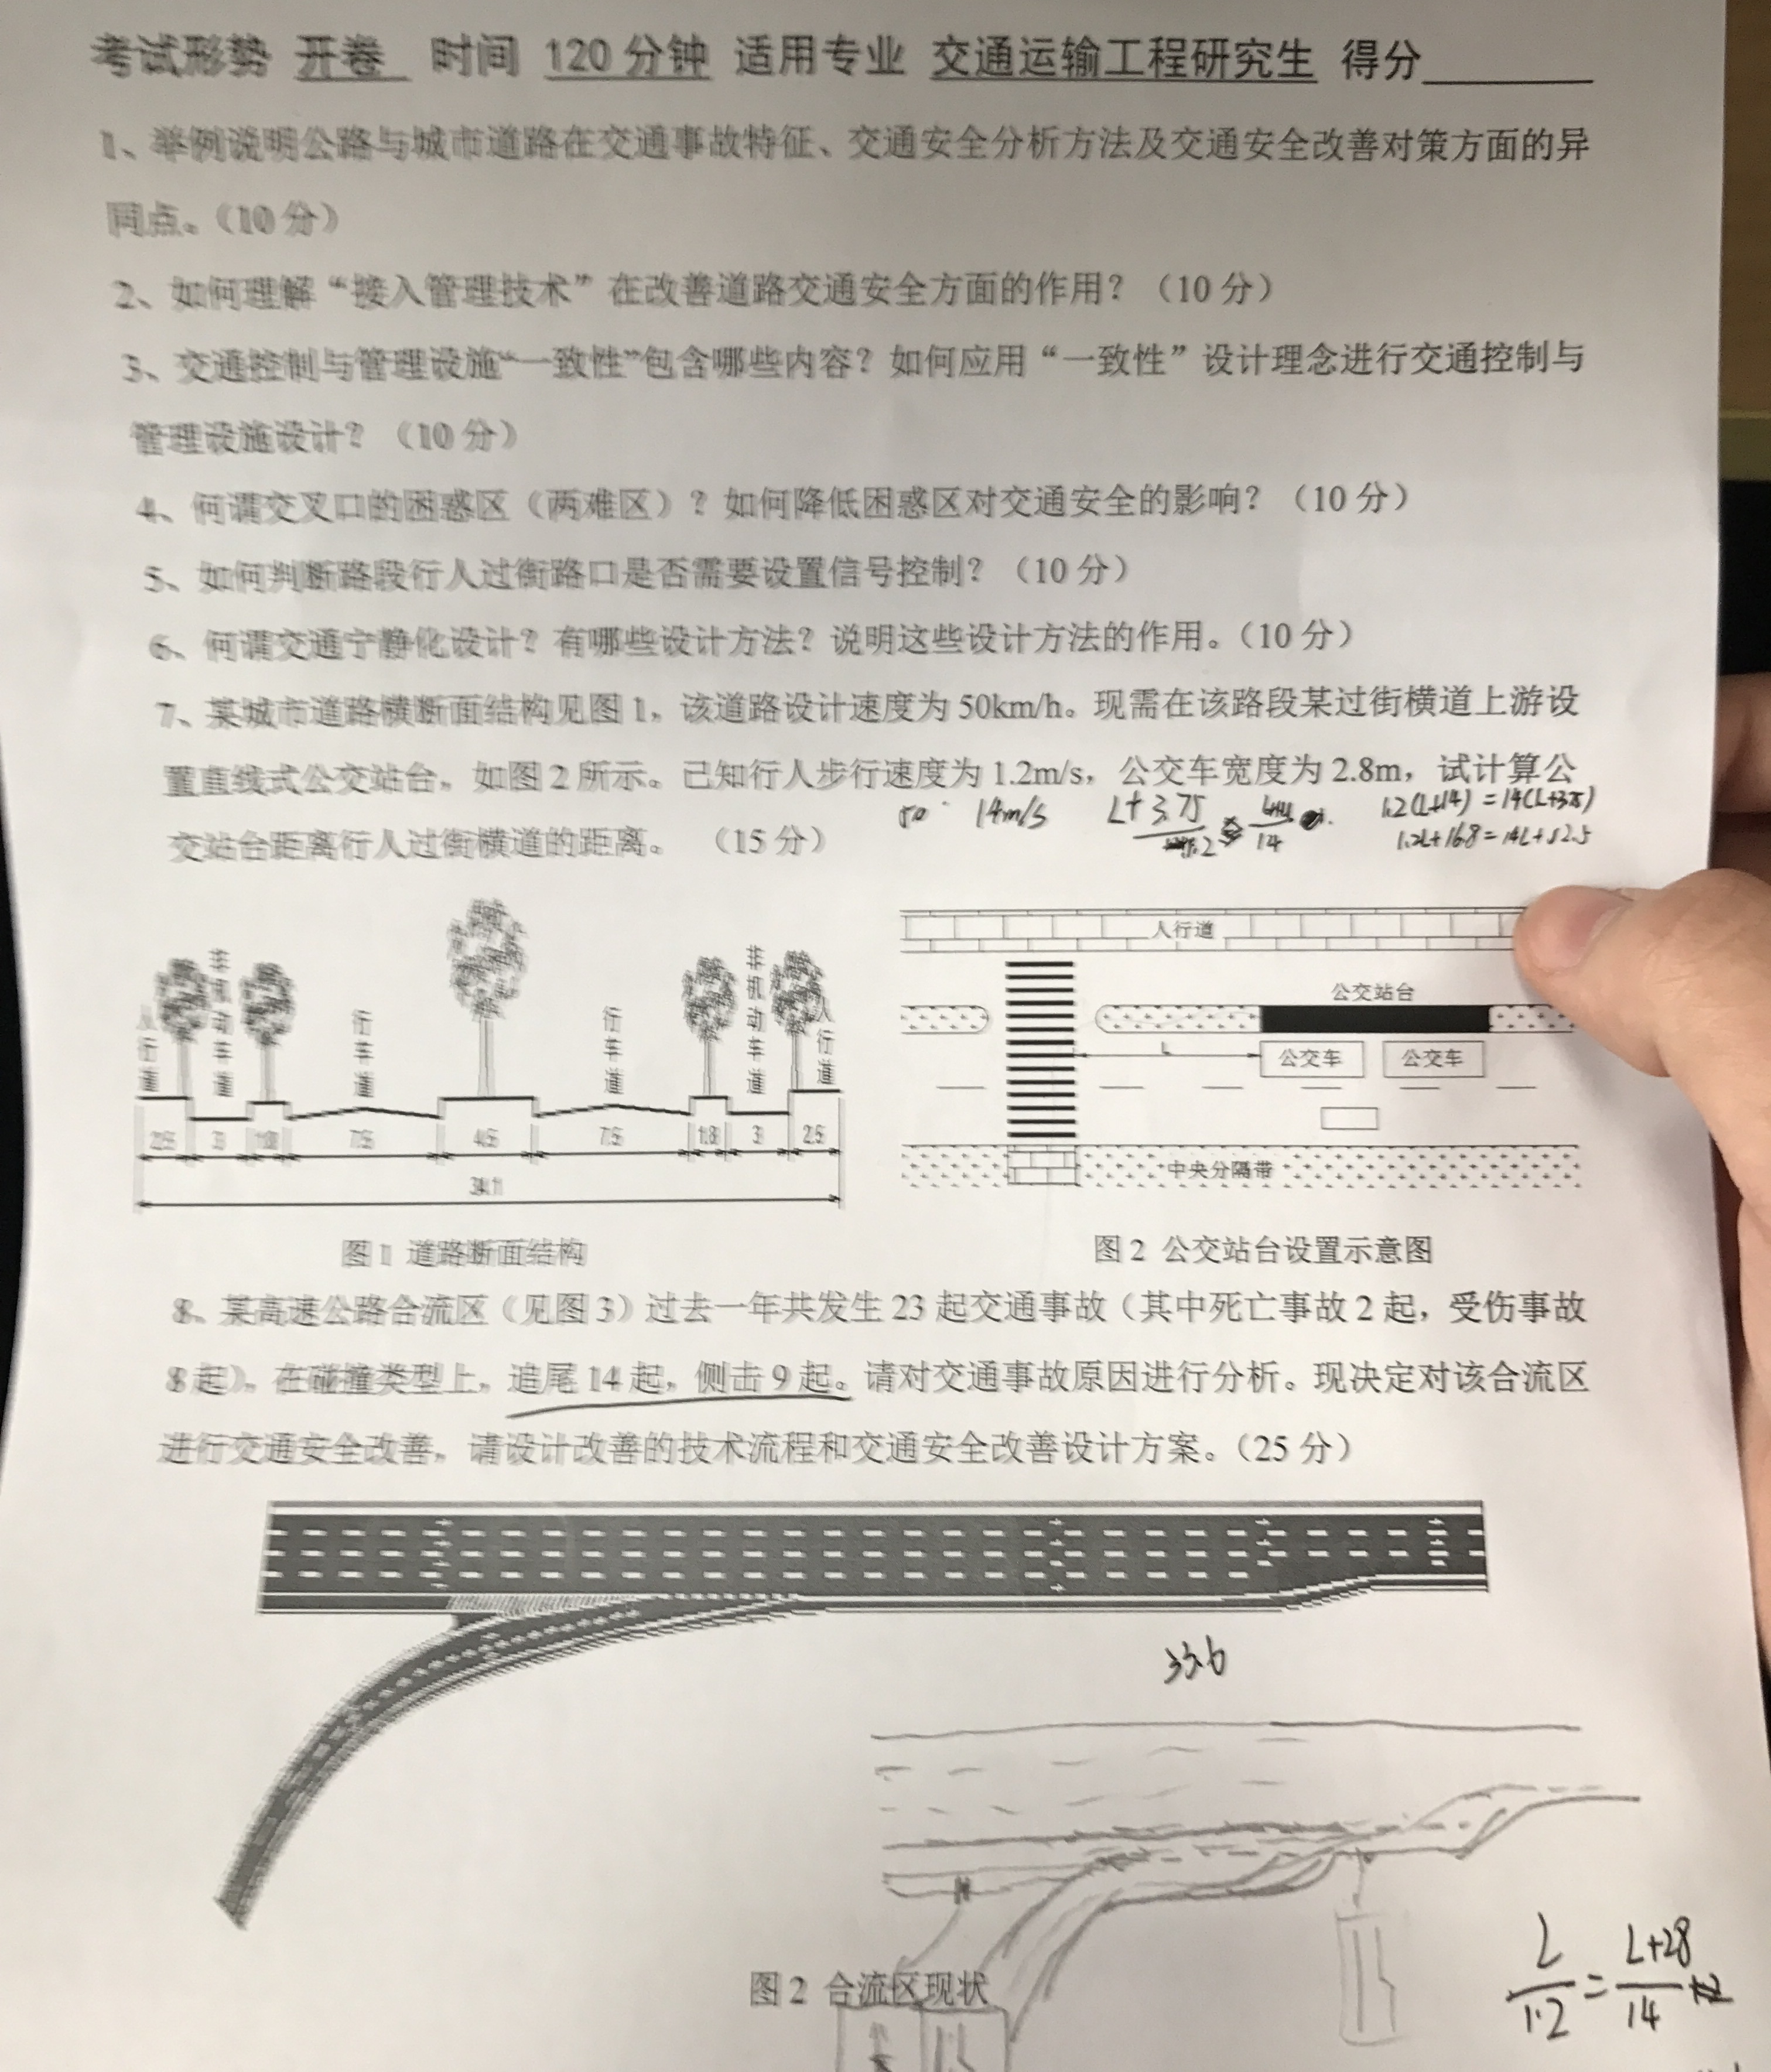 考试形势 开卷 时间 120 分钟 适用专业 交通运输工程研究生 得分
1、举例说明公路与城市道路在交通事故特征、交通安全分析方法及交通安全改善对策方面的异
同点。（10 分）
2、如何理解“接入管理技术”在改善道路交通安全方面的作用？（10 分）
3、交通控制与管理设施“一致性”包含哪些内容？如何应用“一致性”设计理念进行交通控制与
管理设施设计？（10 分）
4、何谓交叉口的困惑区（两难区）？如何降低困惑区对交通安全的影响？（10 分）
5、如何判断路段行人过街路口是否需要设置信号控制？（10 分）
6、何谓交通宁静化设计？有哪些设计方法？说明这些设计方法的作用。（10 分）
7、某城市道路横断面结构见图 1，该道路设计速度为 50km/h。现需在该路段某过街横道上游设
置直线式公交站台，如图 2 所示。已知行人步行速度为 1.2m/s，公交车宽度为 2.8m，试计算公
交站台距离行人过街横道的距离。（15 分）
50 14m/s L+3.75 14 1.2(L+14) = 14(L+3.75)
1.2L+16.8=14L+52.5
人行道
非机动车道
行车道
行车道
非机动车道
人行道
2.5 3 1.8 7.5 4.5 7.5 1.8 3 2.5
34.1
人行道
公交站台
L
公交车 公交车
中央分隔带
图 1 道路断面结构
图 2 公交站台设置示意图
8、某高速公路合流区（见图 3）过去一年共发生 23 起交通事故（其中死亡事故 2 起，受伤事故
8 起）。在碰撞类型上，追尾 14 起，侧击 9 起。请对交通事故原因进行分析。现决定对该合流区
进行交通安全改善，请设计改善的技术流程和交通安全改善设计方案。（25 分）
图 2 合流区现状
L/1.2 = L+28/14